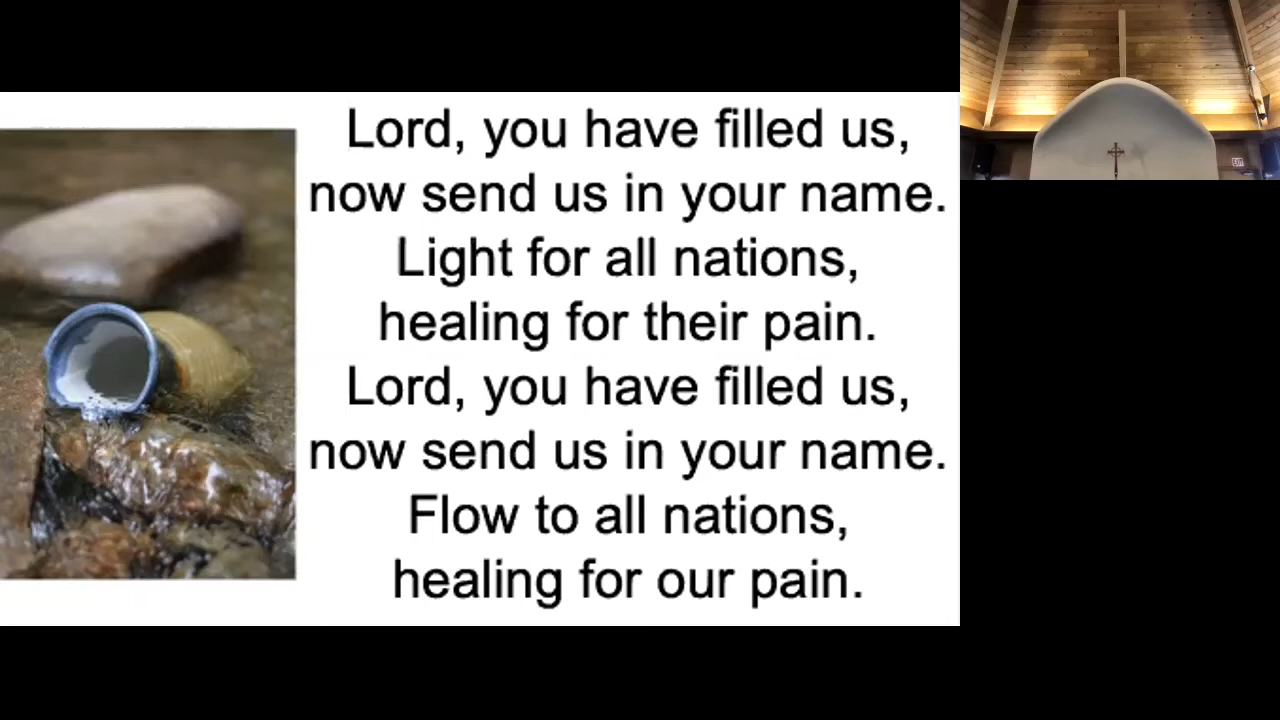 Lord, you have filled us,
now send us in your name.
Light for all nations,
healing for their pain.
Lord, you have filled us,
now send us in your name.
Flow to all nations,
healing for our pain.
EXIT